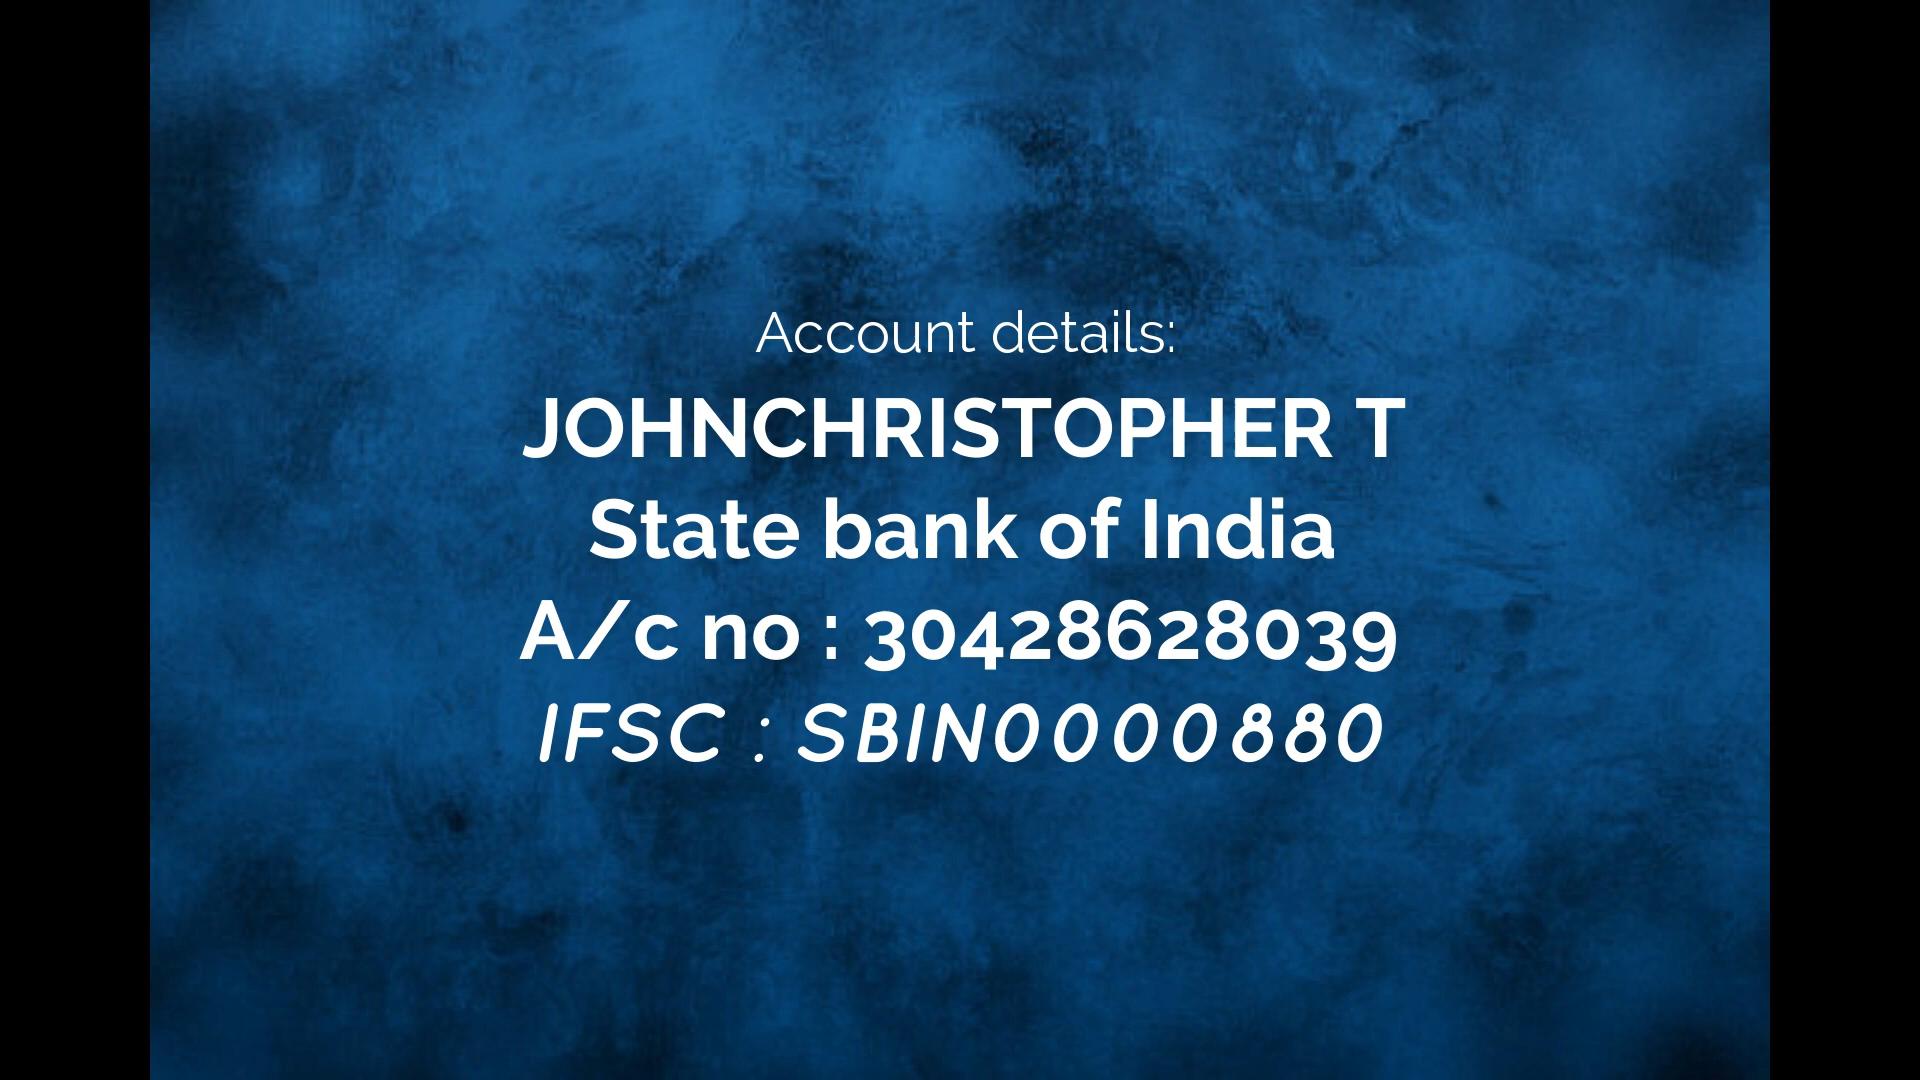 Account details:
JOHNCHRISTOPHER T
State bank of India
A/c no : 30428628039
IFSC : SBIN0000880